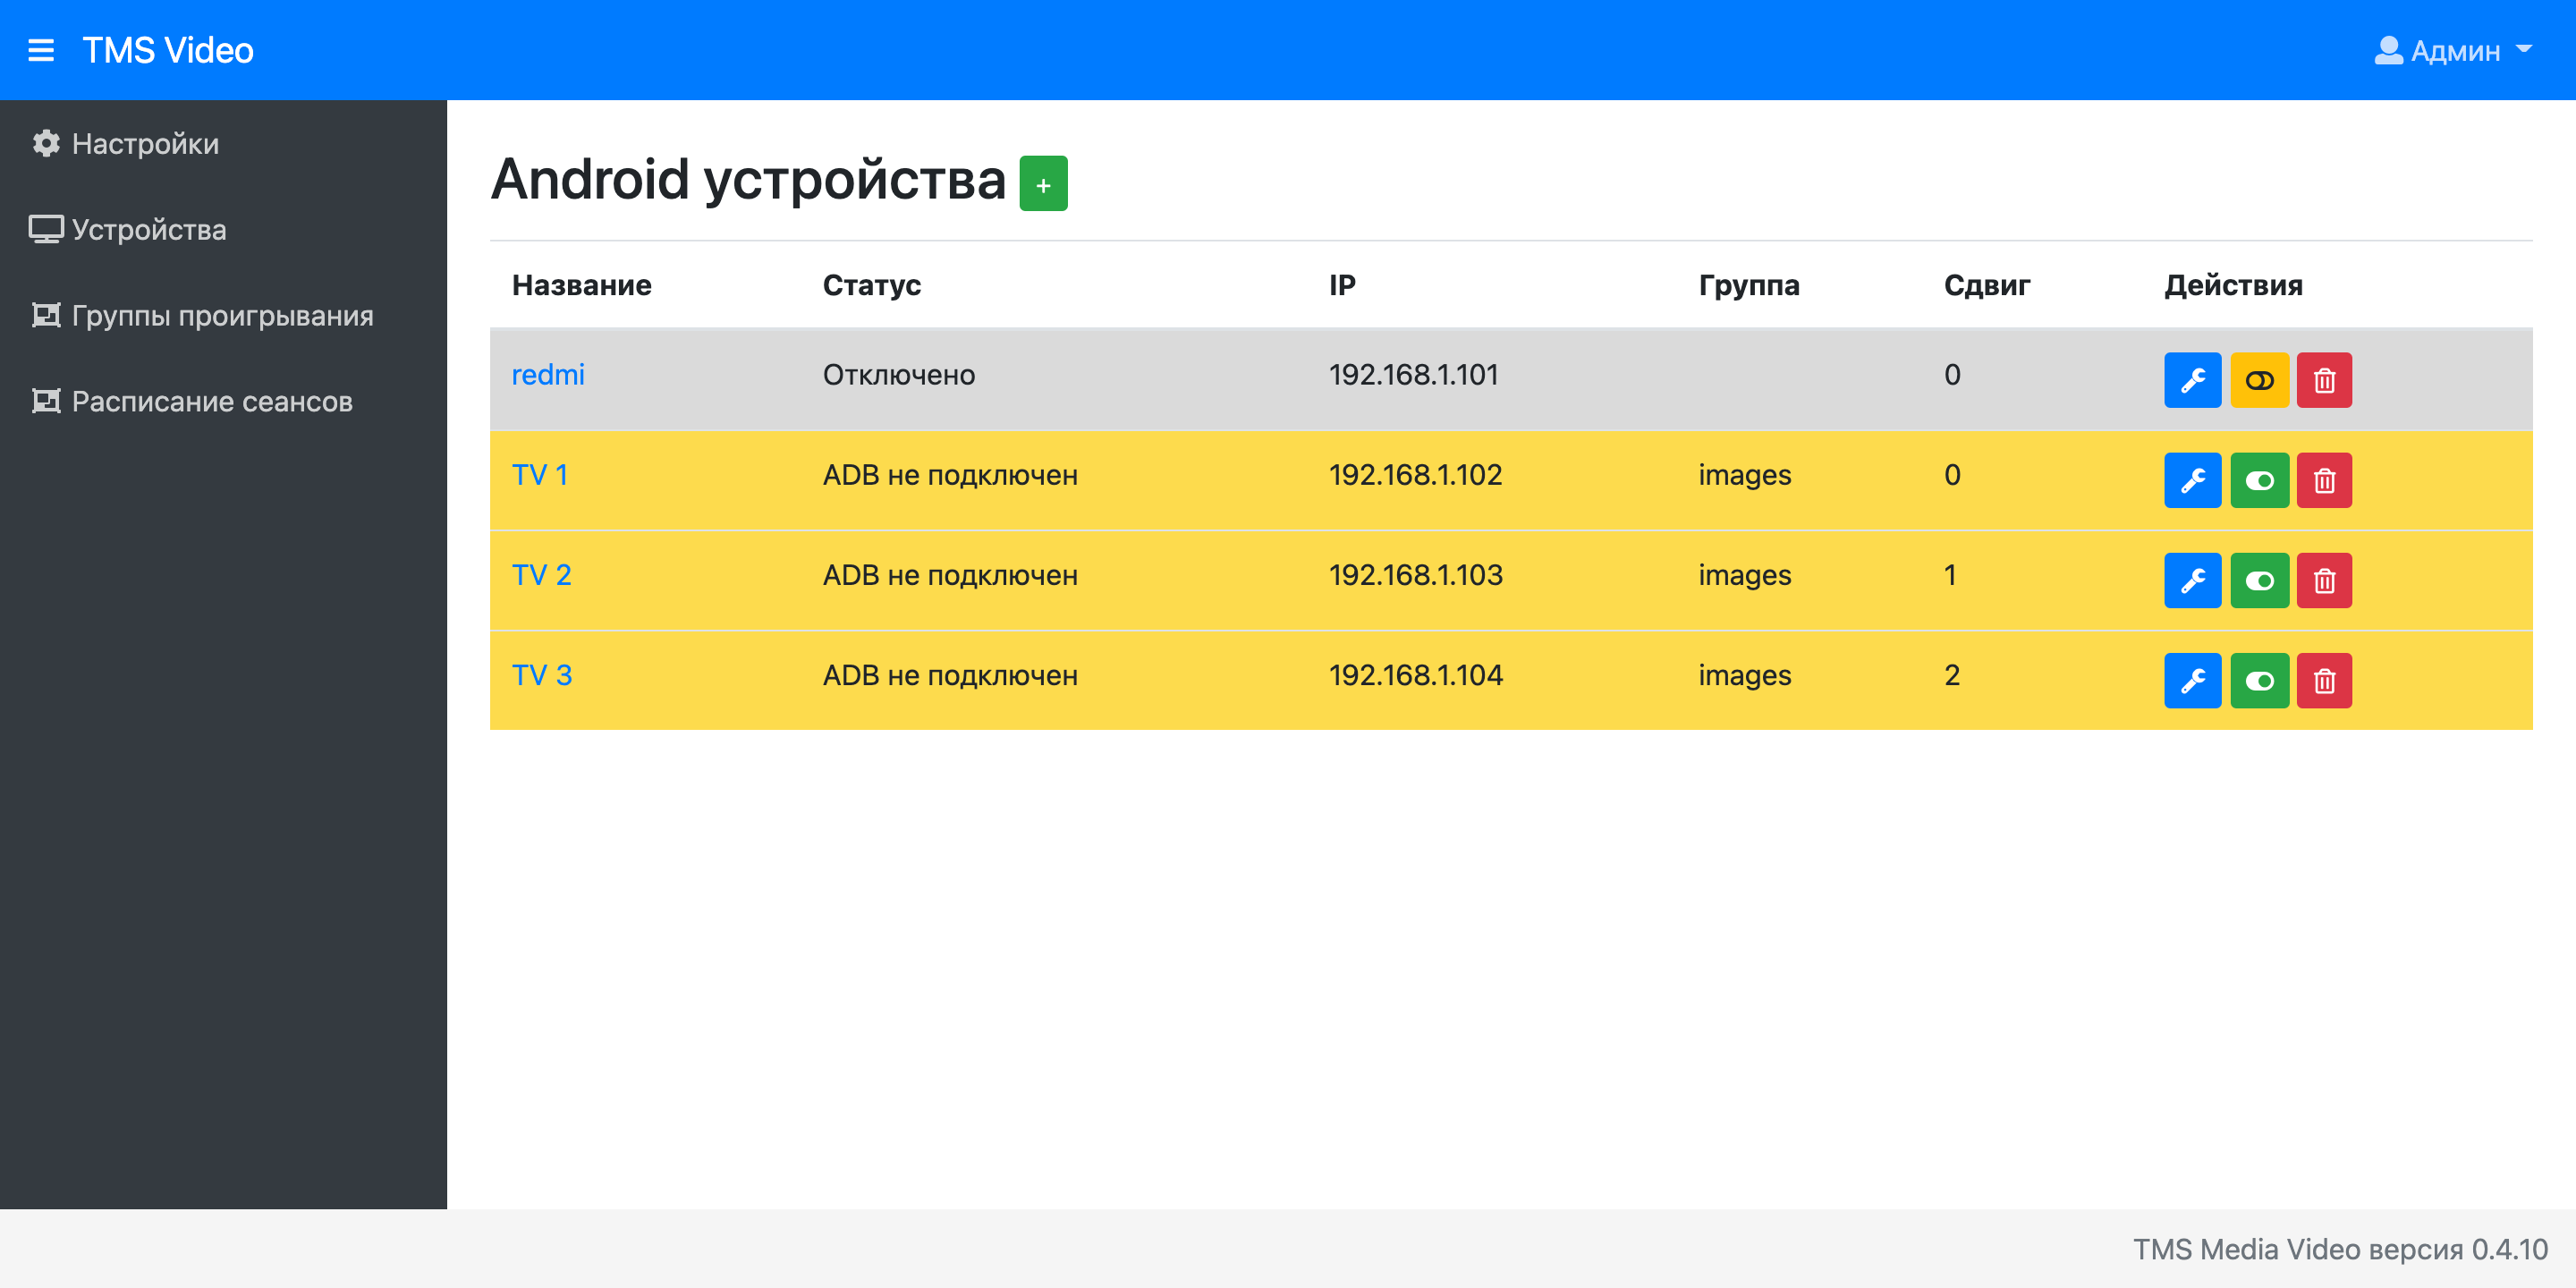 TMS Video
Админ
Настройки
Устройства
Группы проигрывания
Расписание сеансов
Android устройства +
Название Статус IP Группа Сдвиг Действия
redmi Отключено 192.168.1.101 0
TV 1 ADB не подключен 192.168.1.102 images 0
TV 2 ADB не подключен 192.168.1.103 images 1
TV 3 ADB не подключен 192.168.1.104 images 2
TMS Media Video версия 0.4.10